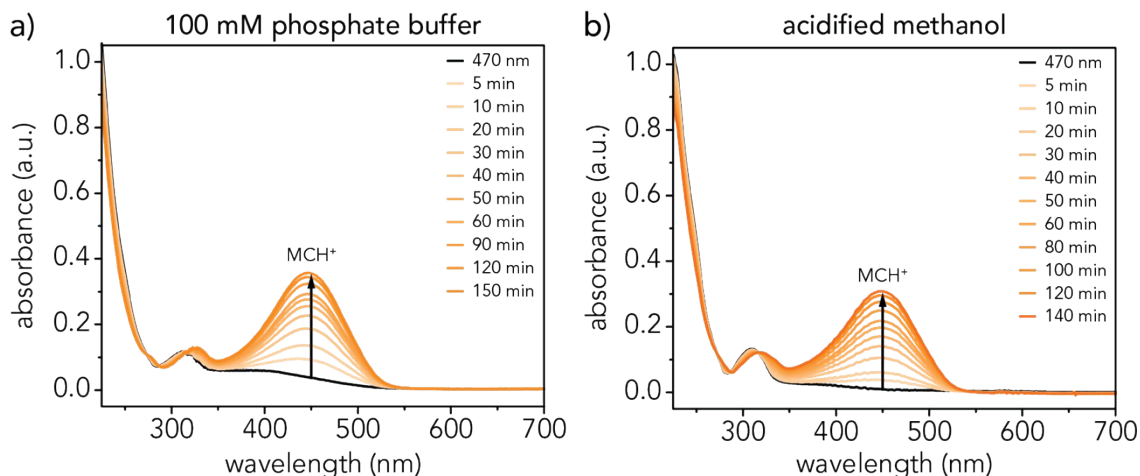 a)
100 mM phosphate buffer
absorbance (a.u.)
1.0
0.8
0.6
0.4
0.2
0.0
MCH⁺
470 nm
5 min
10 min
20 min
30 min
40 min
50 min
60 min
90 min
120 min
150 min
300
400
500
600
700
wavelength (nm)
b)
acidified methanol
absorbance (a.u.)
1.0
0.8
0.6
0.4
0.2
0.0
MCH⁺
470 nm
5 min
10 min
20 min
30 min
40 min
50 min
60 min
80 min
100 min
120 min
140 min
300
400
500
600
700
wavelength (nm)